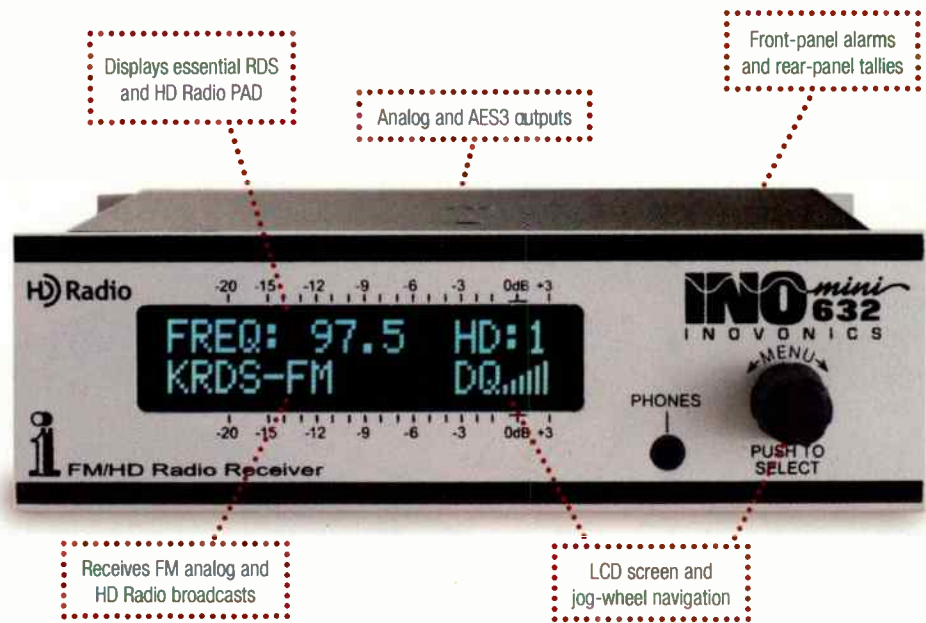 Front-panel alarms
and rear-panel tallies
Displays essential RDS
and HD Radio PAD
Analog and AES3 outputs
HD Radio
-20 -15 -12 -9 -6 -3 0dB +3
INO mini
632
INOVONICS
FREQ: 97.5 HD:1
KRDS-FM DQ
MENU
PHONES
-20 -15 -12 -9 -6 -3 0dB +3
PUSH TO
SELECT
FM/HD Radio Receiver
Receives FM analog and
HD Radio broadcasts
LCD screen and
jog-wheel navigation